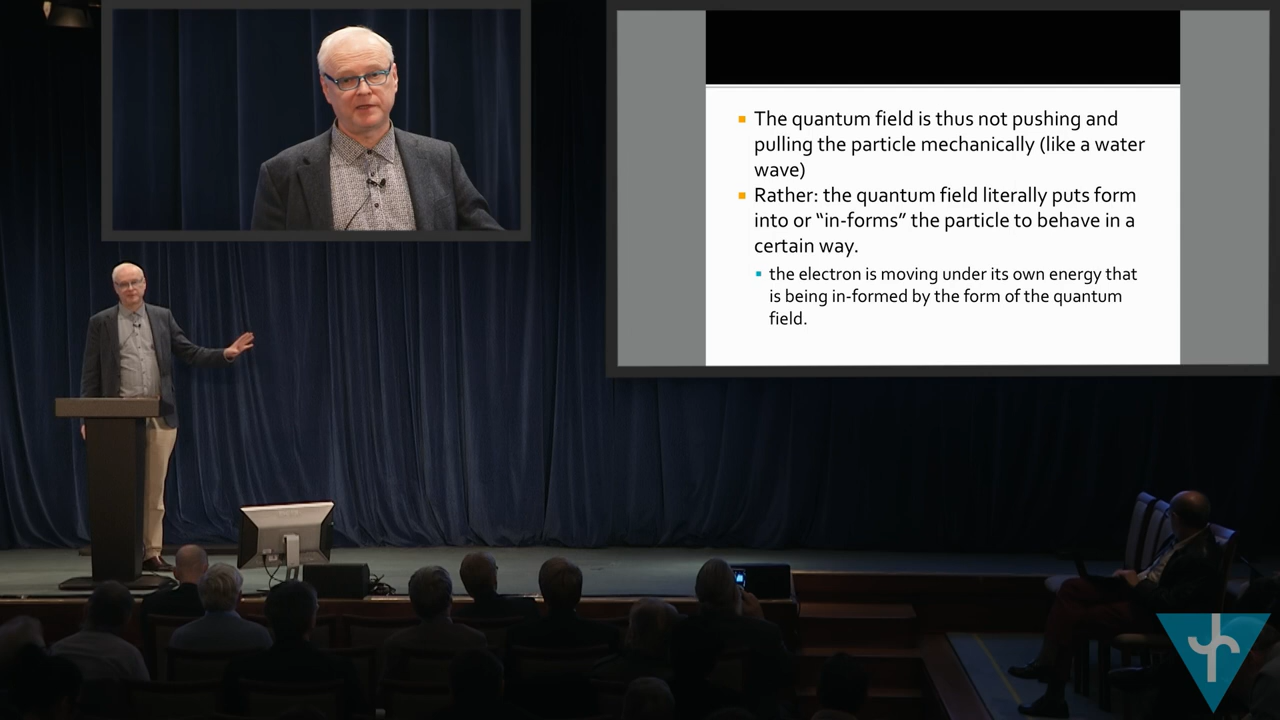 The quantum field is thus not pushing and
pulling the particle mechanically (like a water
wave)
Rather: the quantum field literally puts form
into or “in-forms” the particle to behave in a
certain way.
the electron is moving under its own energy that
is being in-formed by the form of the quantum
field.